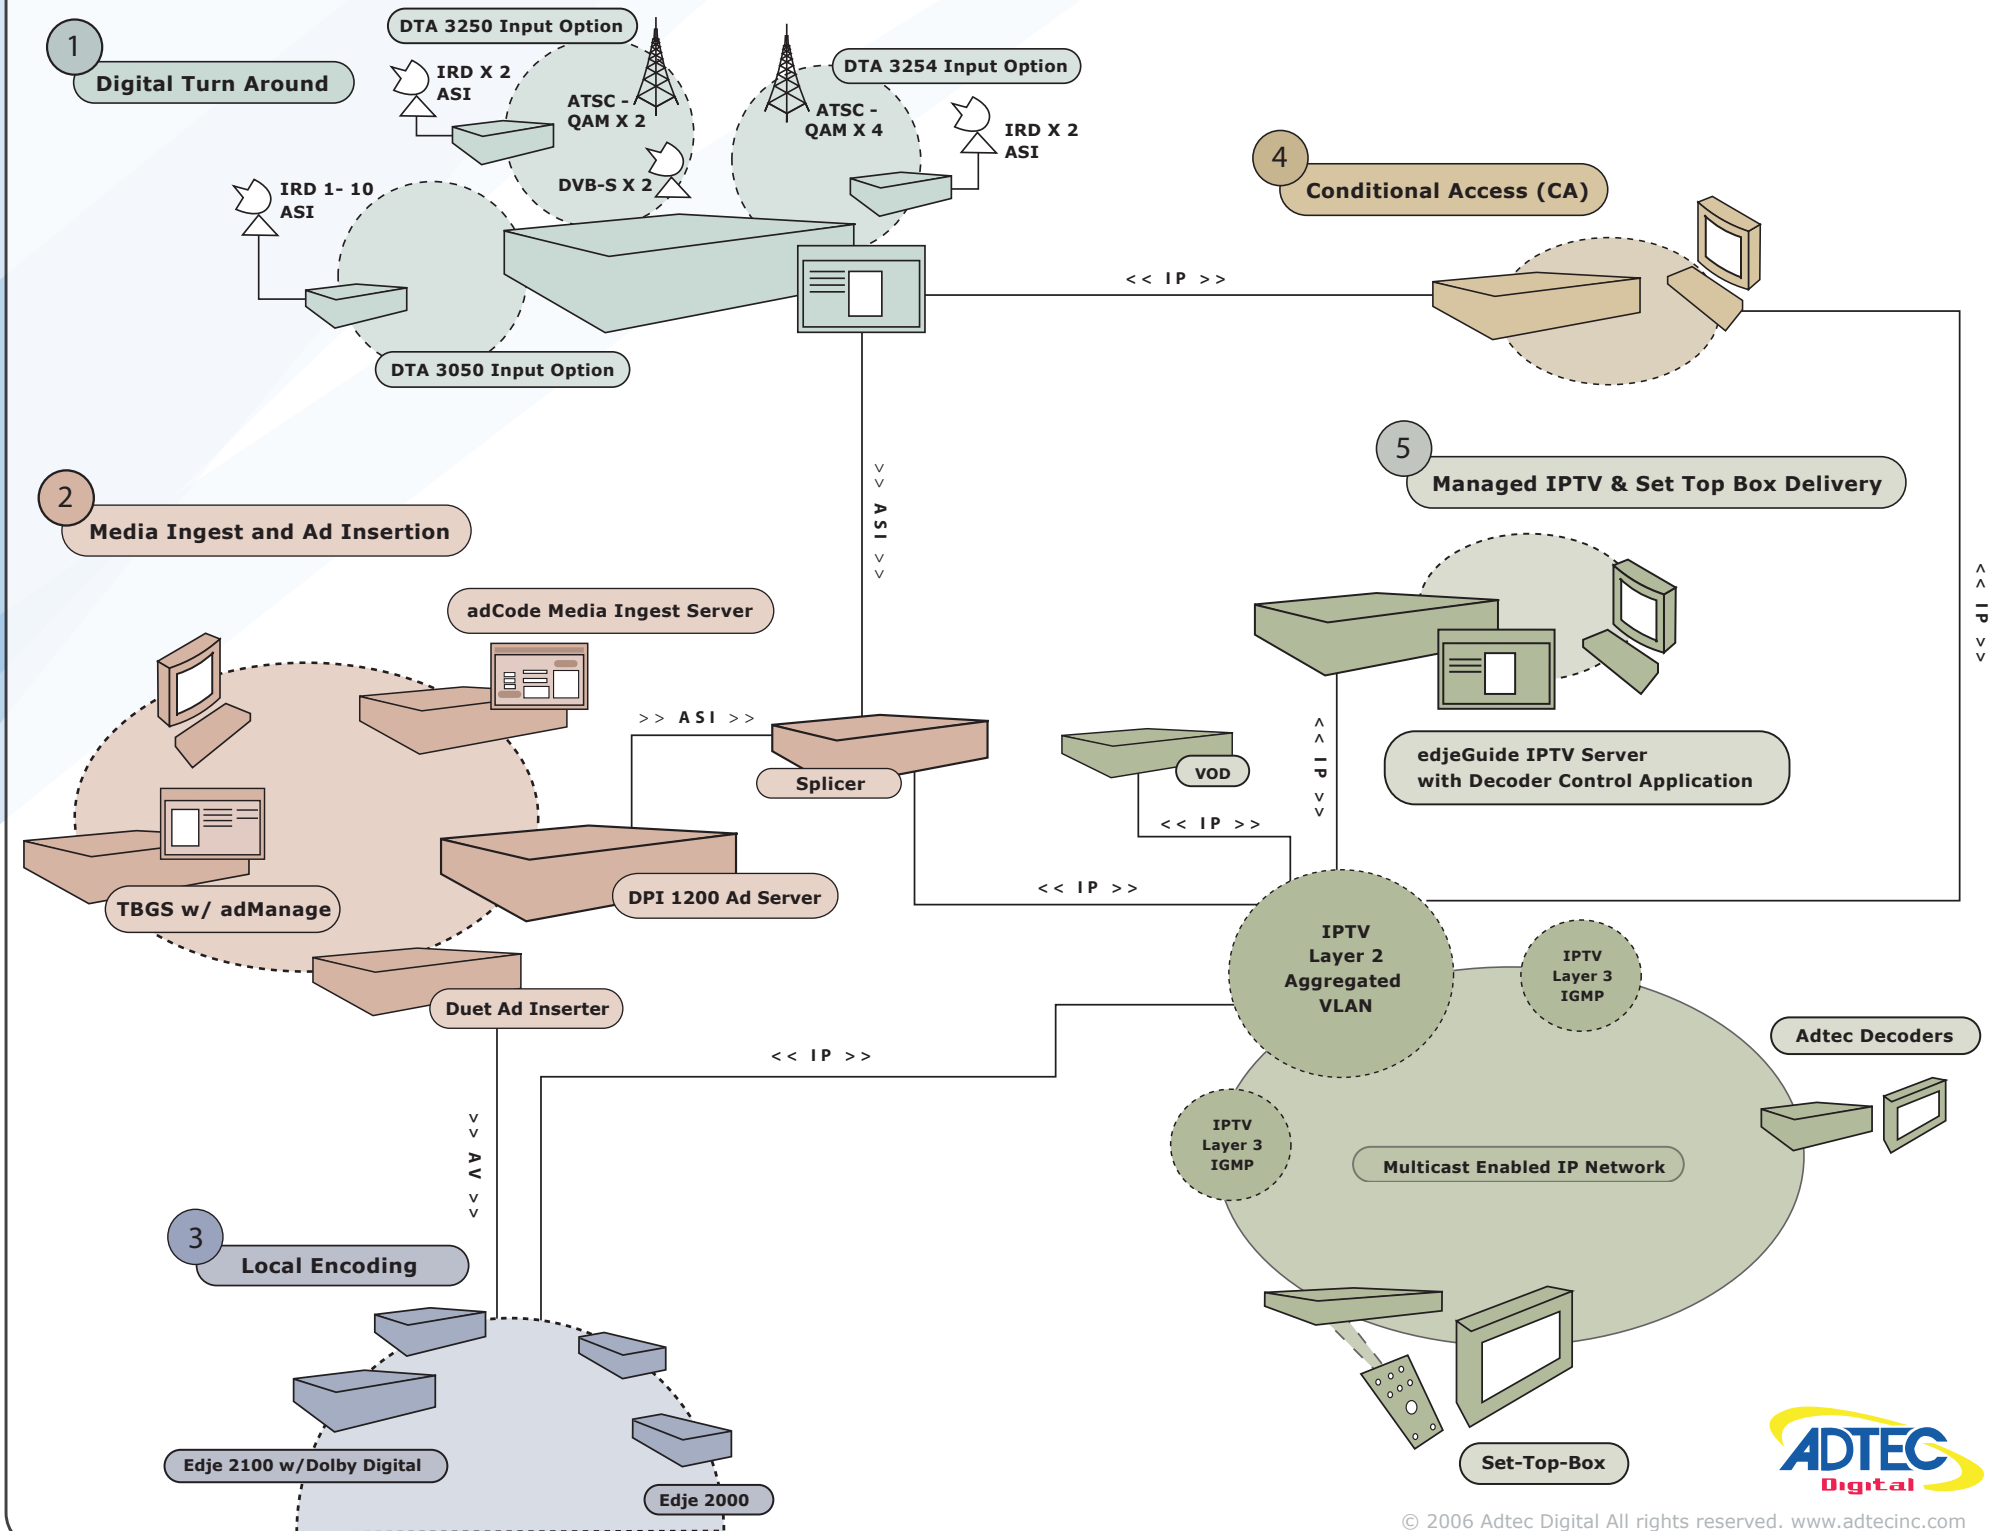 1
Digital Turn Around
DTA 3250 Input Option
IRD X 2
ASI
ATSC -
QAM X 2
DVB-S X 2
DTA 3254 Input Option
ATSC -
QAM X 4
IRD X 2
ASI
IRD 1- 10
ASI
DTA 3050 Input Option
<< IP >>
4
Conditional Access (CA)
<< IP >>
>> ASI >>
5
Managed IPTV & Set Top Box Delivery
edjeGuide IPTV Server
with Decoder Control Application
<< IP >>
2
Media Ingest and Ad Insertion
adCode Media Ingest Server
>> ASI >>
Splicer
VOD
<< IP >>
<< IP >>
TBGS w/ adManage
DPI 1200 Ad Server
Duet Ad Inserter
IPTV
Layer 2
Aggregated
VLAN
IPTV
Layer 3
IGMP
Adtec Decoders
<< IP >>
IPTV
Layer 3
IGMP
Multicast Enabled IP Network
>> AV >>
3
Local Encoding
Edje 2100 w/Dolby Digital
Edje 2000
Set-Top-Box
ADTEC
Digital
© 2006 Adtec Digital All rights reserved. www.adtecinc.com